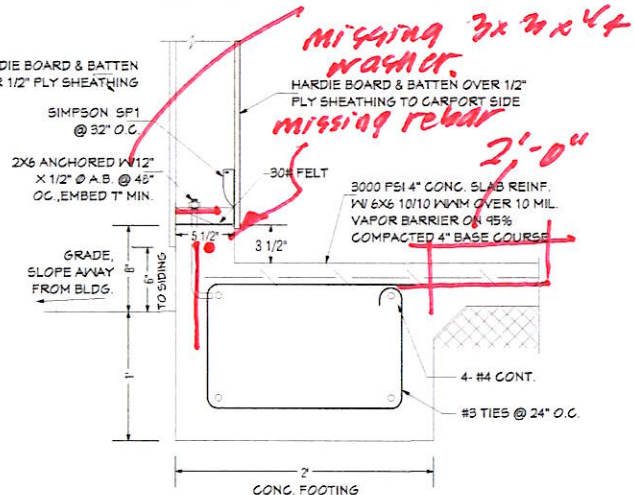 missing 3x3x1/4
washer.
DIE BOARD & BATTEN
R 1/2" PLY SHEATHING
HARDIE BOARD & BATTEN OVER 1/2"
PLY SHEATHING TO CARPORT SIDE
SIMPSON SP1
@ 32" O.C.
missing rebar
2'-0"
2X6 ANCHORED W/12"
X 1/2" Ø A.B. @ 48"
OC.,EMBED 7" MIN.
30# FELT
3000 PSI 4" CONC. SLAB REINF.
W/ 6X6 10/10 WWM OVER 10 MIL.
VAPOR BARRIER ON 95%
COMPACTED 4" BASE COURSE
5 1/2"
3 1/2"
GRADE,
SLOPE AWAY
FROM BLDG.
8"
6"
TO SIDING
1'
4- #4 CONT.
#3 TIES @ 24" O.C.
2'
CONC. FOOTING